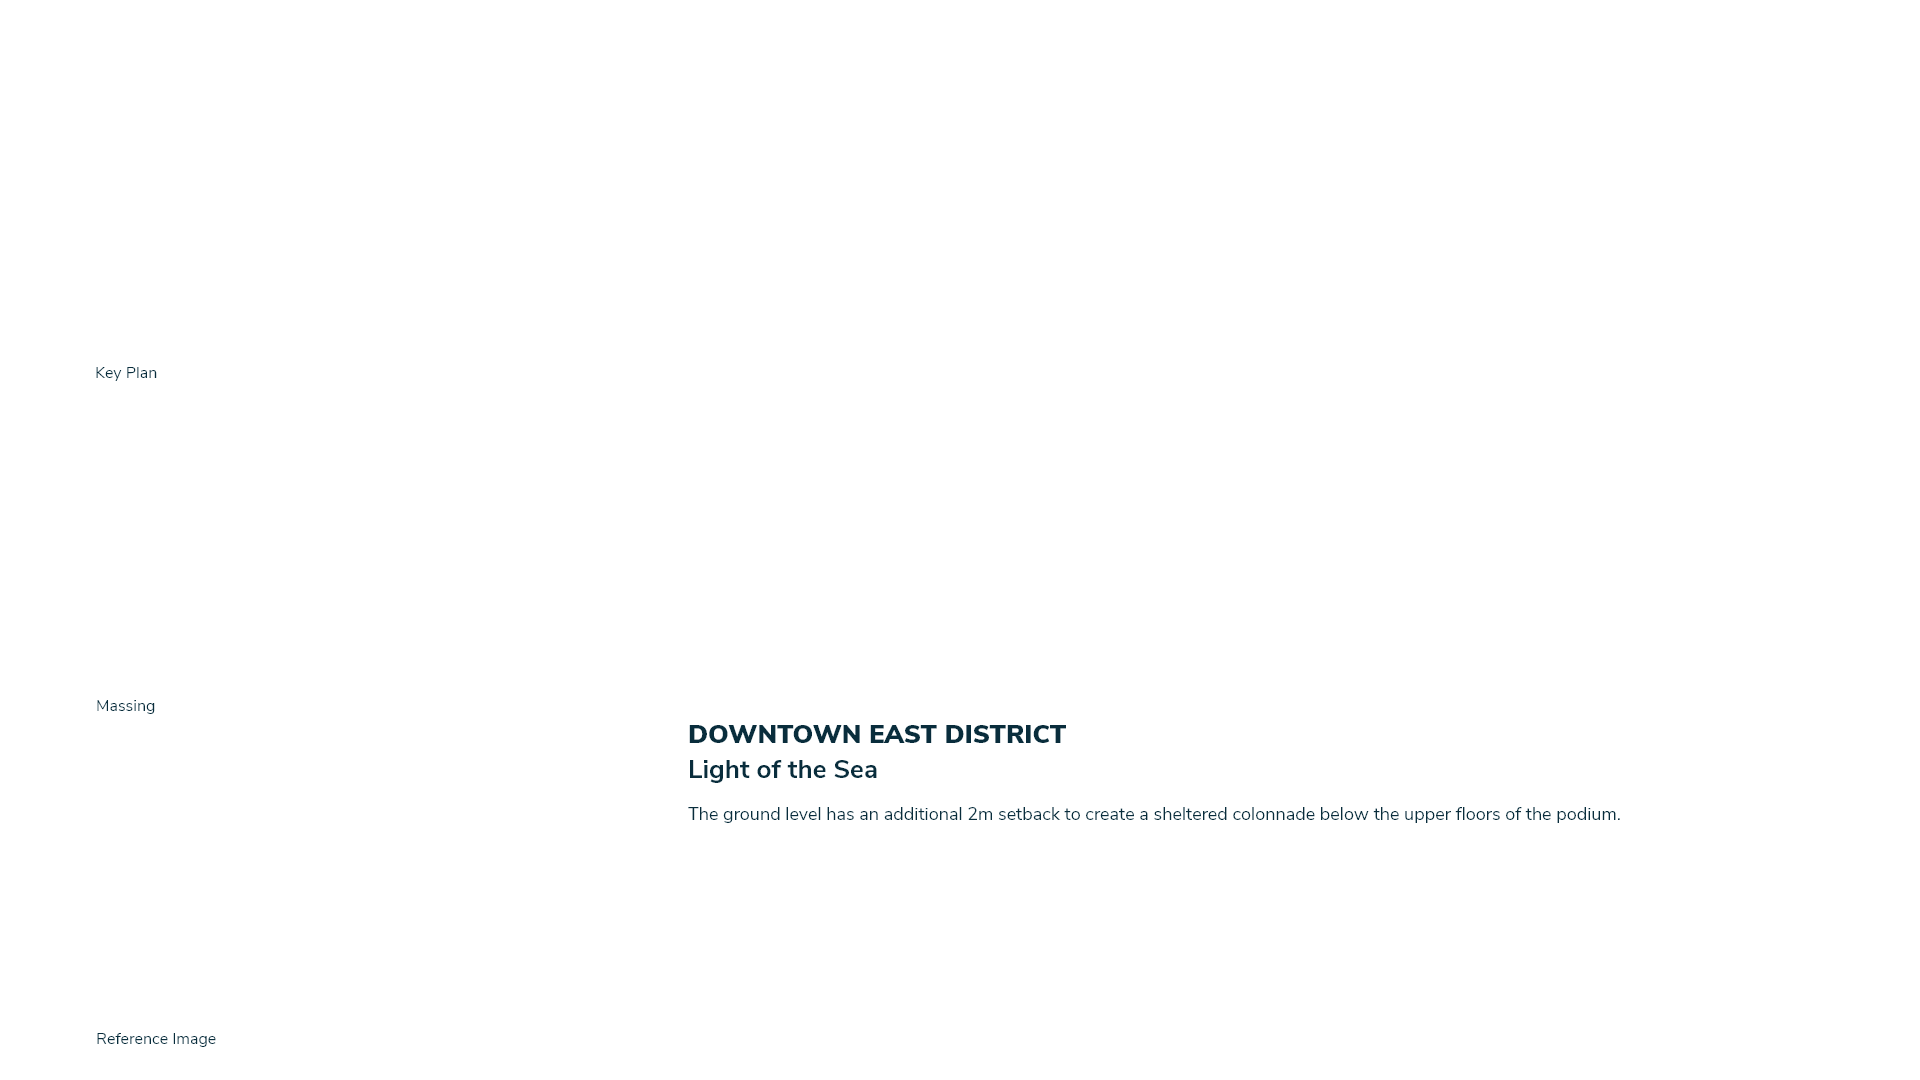 Key Plan
Massing
DOWNTOWN EAST DISTRICT
Light of the Sea
The ground level has an additional 2m setback to create a sheltered colonnade below the upper floors of the podium.
Reference Image